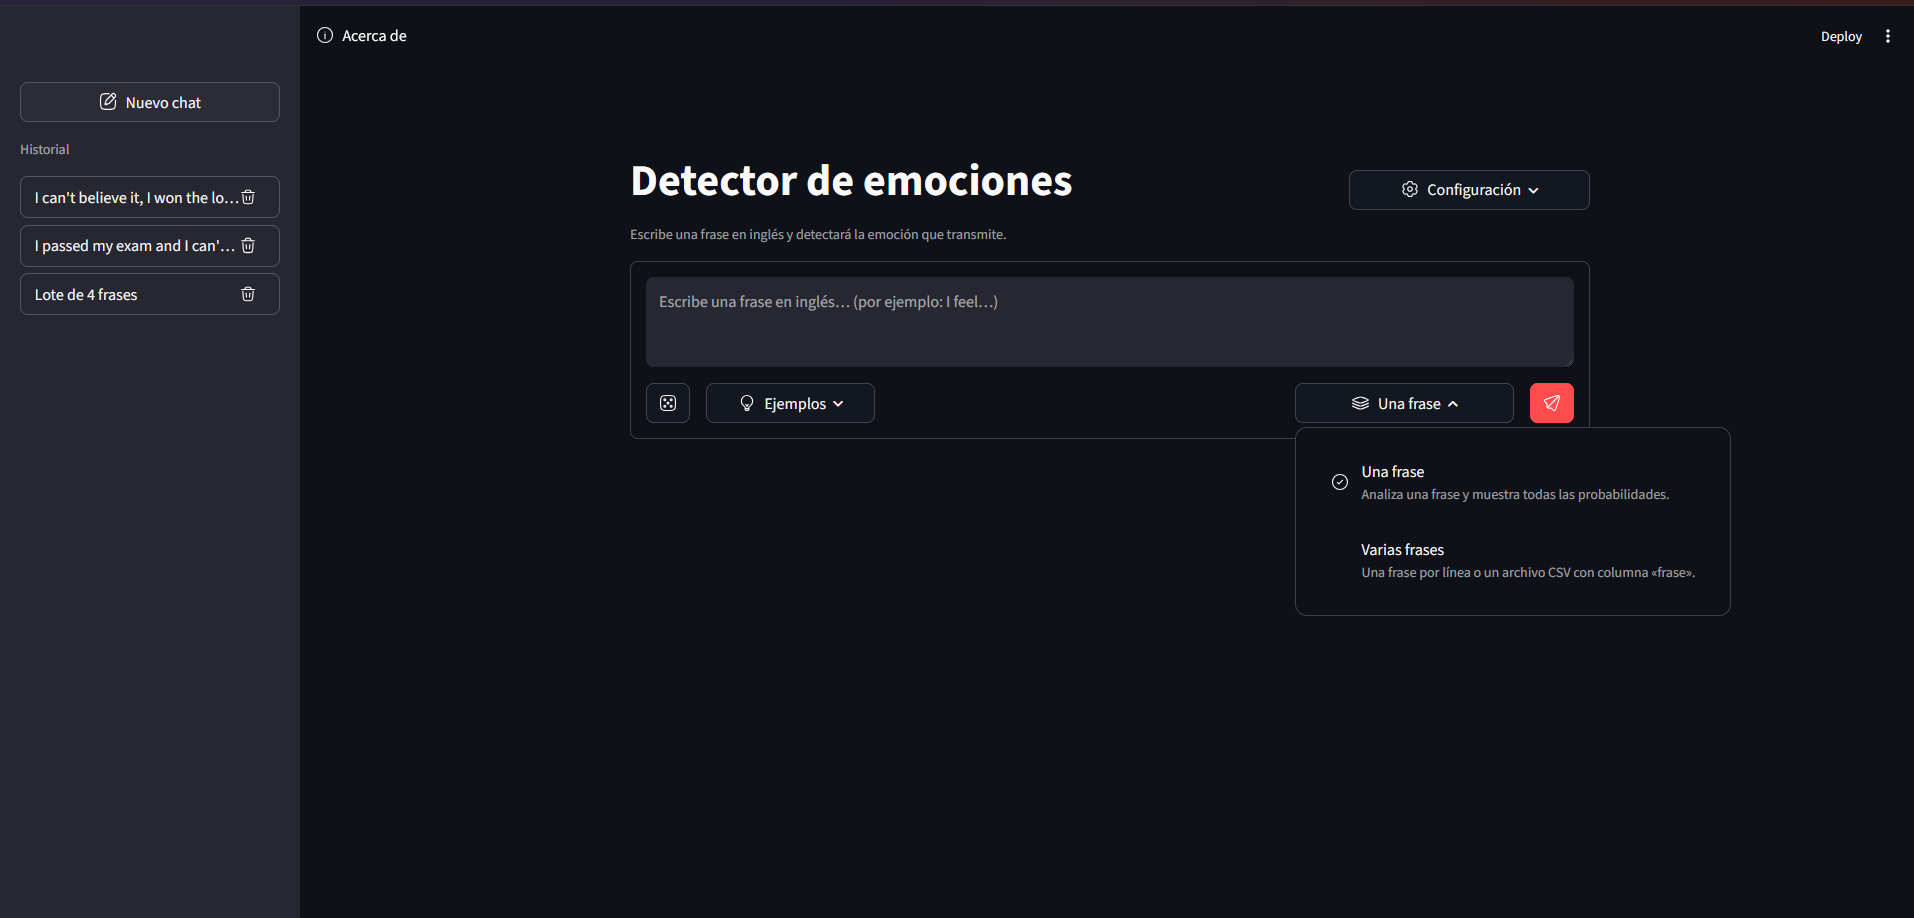 Acerca de
Deploy
Nuevo chat
Historial
I can't believe it, I won the lo...
I passed my exam and I can'...
Lote de 4 frases
Detector de emociones
Configuración
Escribe una frase en inglés y detectará la emoción que transmite.
Escribe una frase en inglés... (por ejemplo: I feel...)
Ejemplos
Una frase
Una frase
Analiza una frase y muestra todas las probabilidades.
Varias frases
Una frase por línea o un archivo CSV con columna «frase».